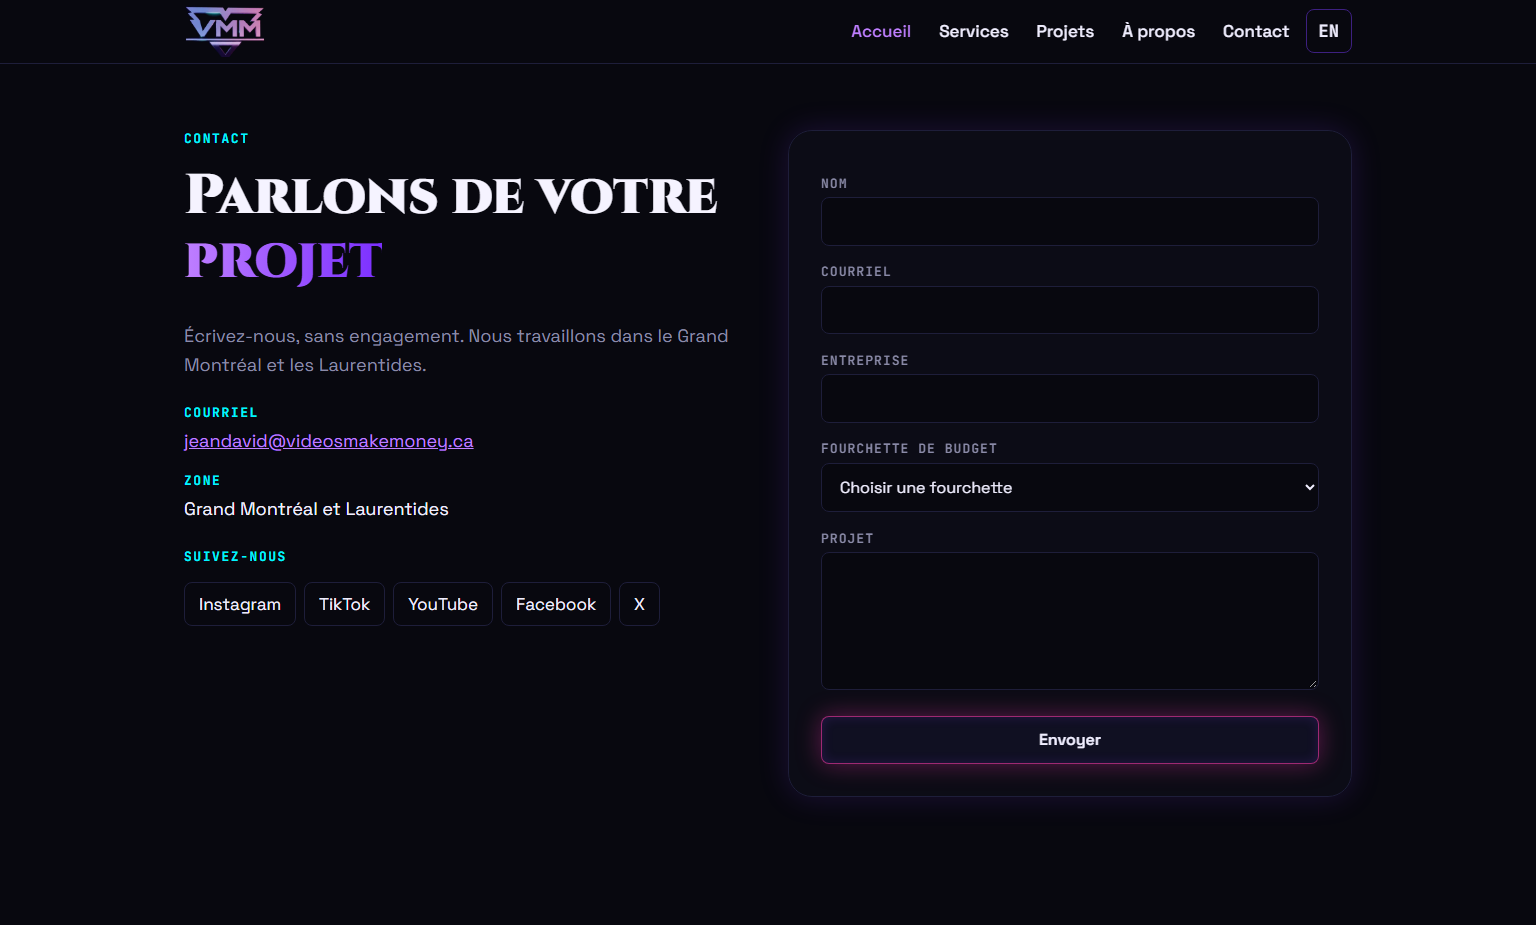 VMM
Accueil
Services
Projets
À propos
Contact
EN
CONTACT
PARLONS DE VOTRE
PROJET
Écrivez-nous, sans engagement. Nous travaillons dans le Grand
Montréal et les Laurentides.
COURRIEL
jeandavid@videosmakemoney.ca
ZONE
Grand Montréal et Laurentides
SUIVEZ-NOUS
Instagram
TikTok
YouTube
Facebook
X
NOM
COURRIEL
ENTREPRISE
FOURCHETTE DE BUDGET
Choisir une fourchette
PROJET
Envoyer